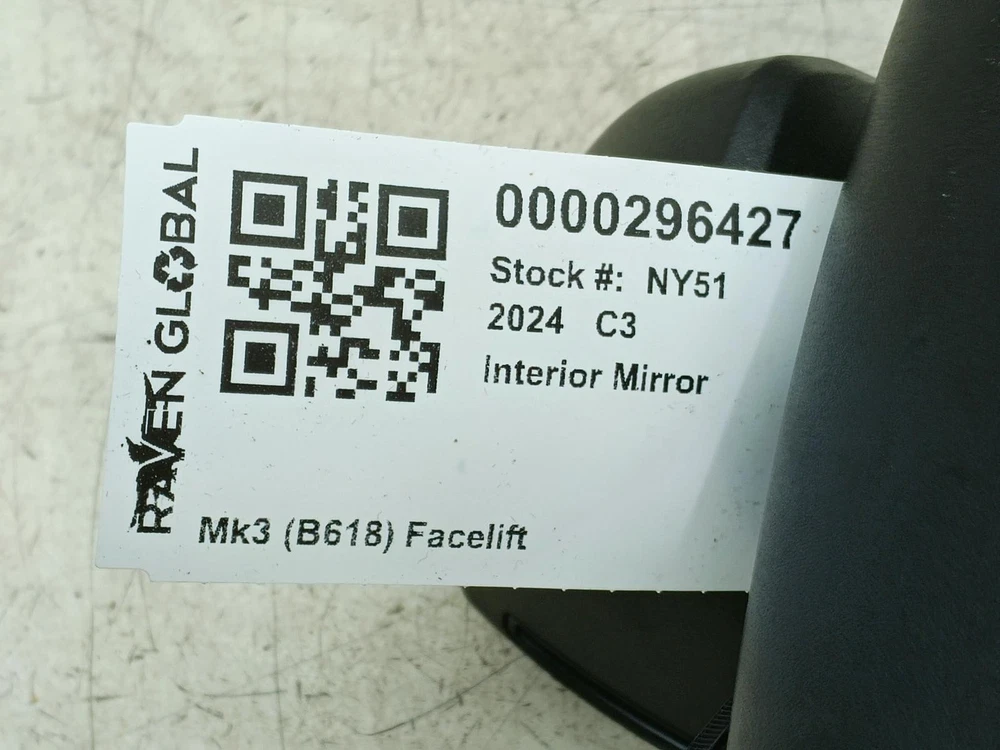 RAVEN GLOBAL
0000296427
Stock #: NY51
2024 C3
Interior Mirror
Mk3 (B618) Facelift